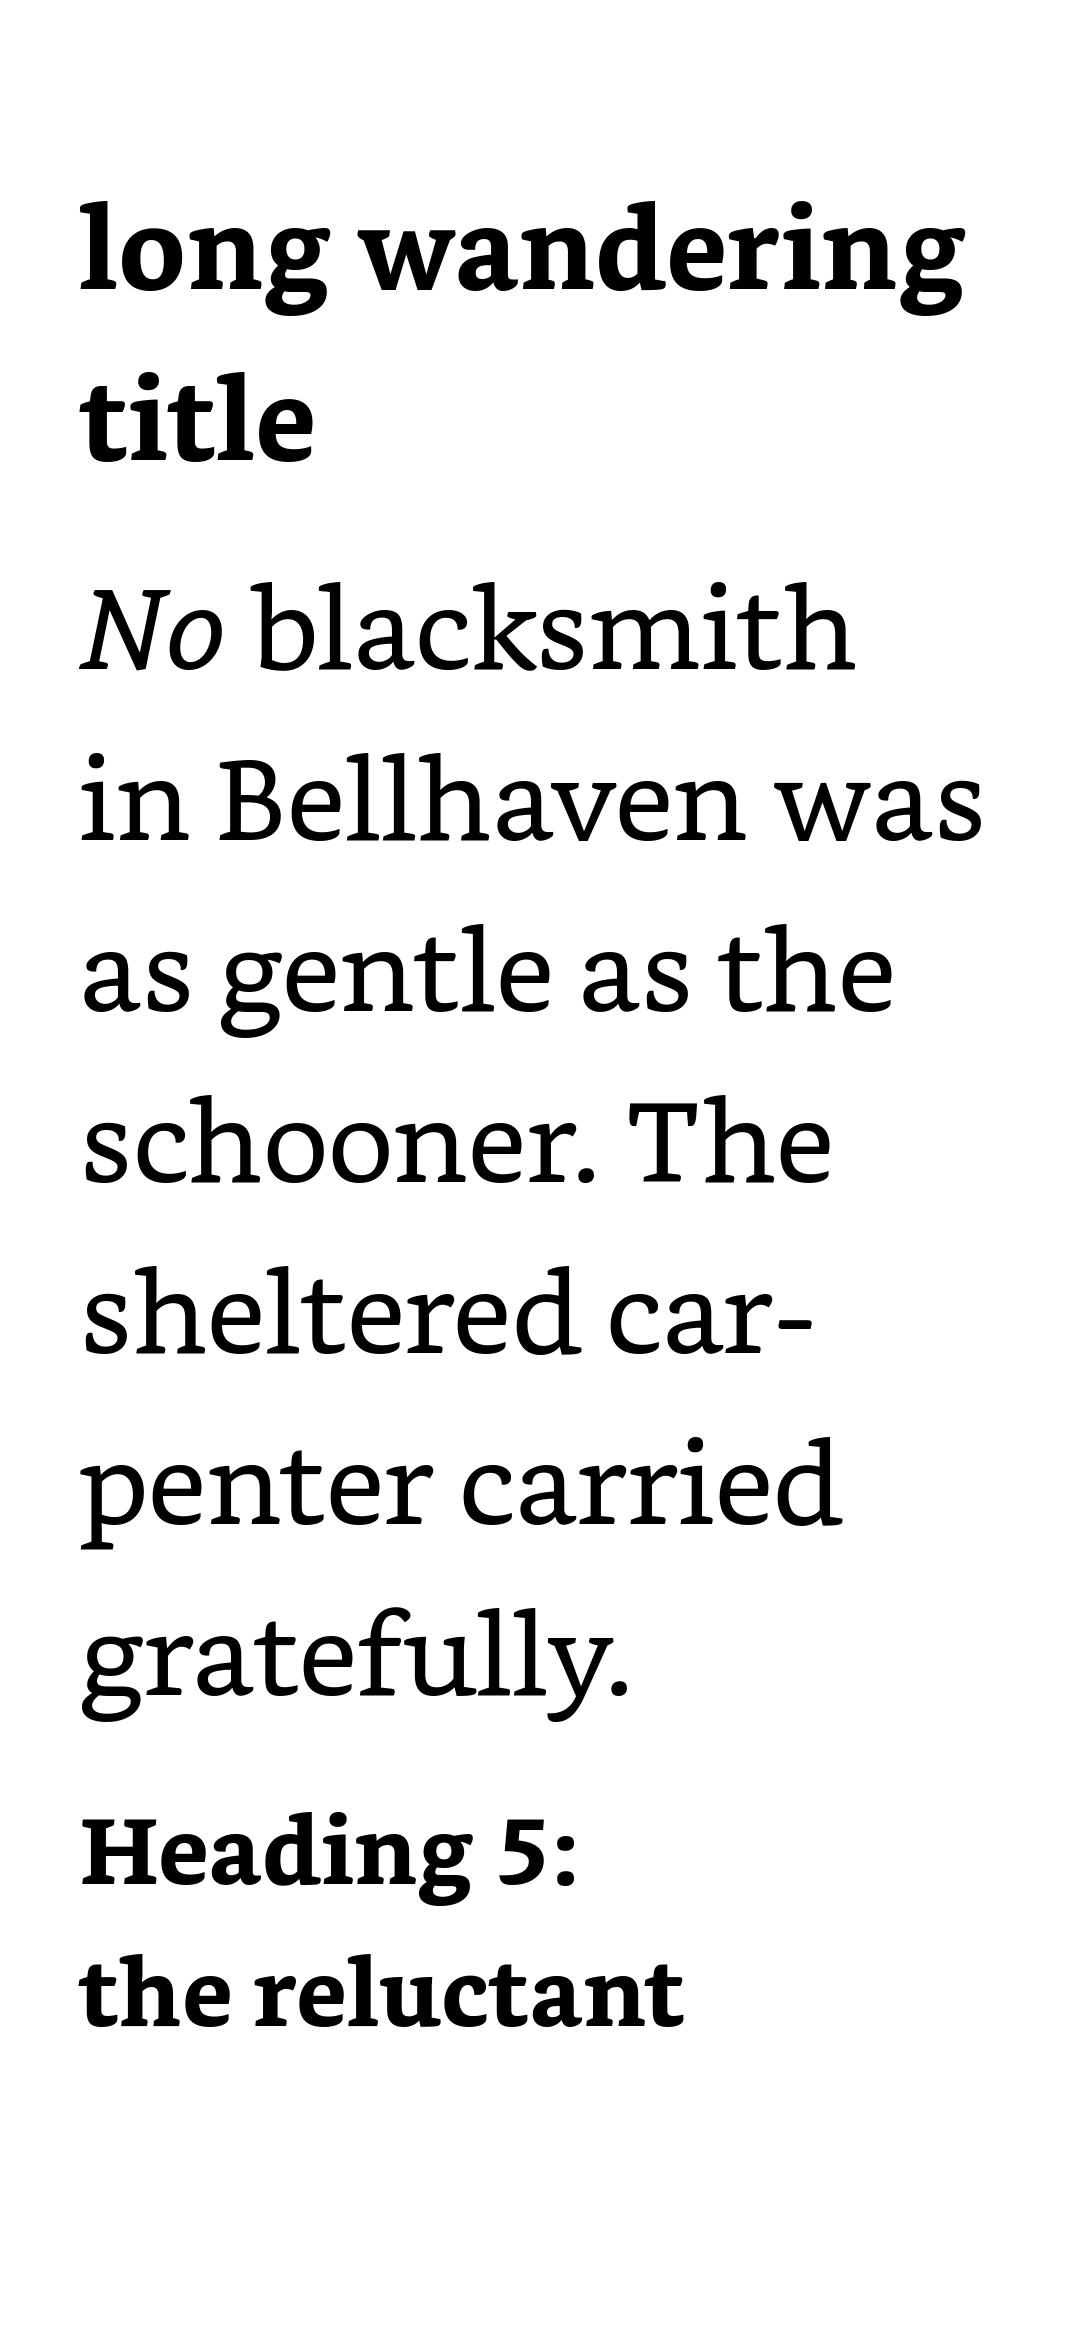 long wandering
title
No blacksmith
in Bellhaven was
as gentle as the
schooner. The
sheltered car-
penter carried
gratefully.
Heading 5:
the reluctant